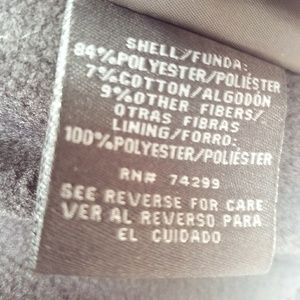 SHELL/FUNDA:
84%POLYESTER/POLIÉSTER
7%COTTON/ALGODÓN
9%OTHER FIBERS/
OTRAS FIBRAS
LINING/FORRO:
100%POLYESTER/POLIÉSTER
RN# 74299
SEE REVERSE FOR CARE
VER AL REVERSO PARA
EL CUIDADO